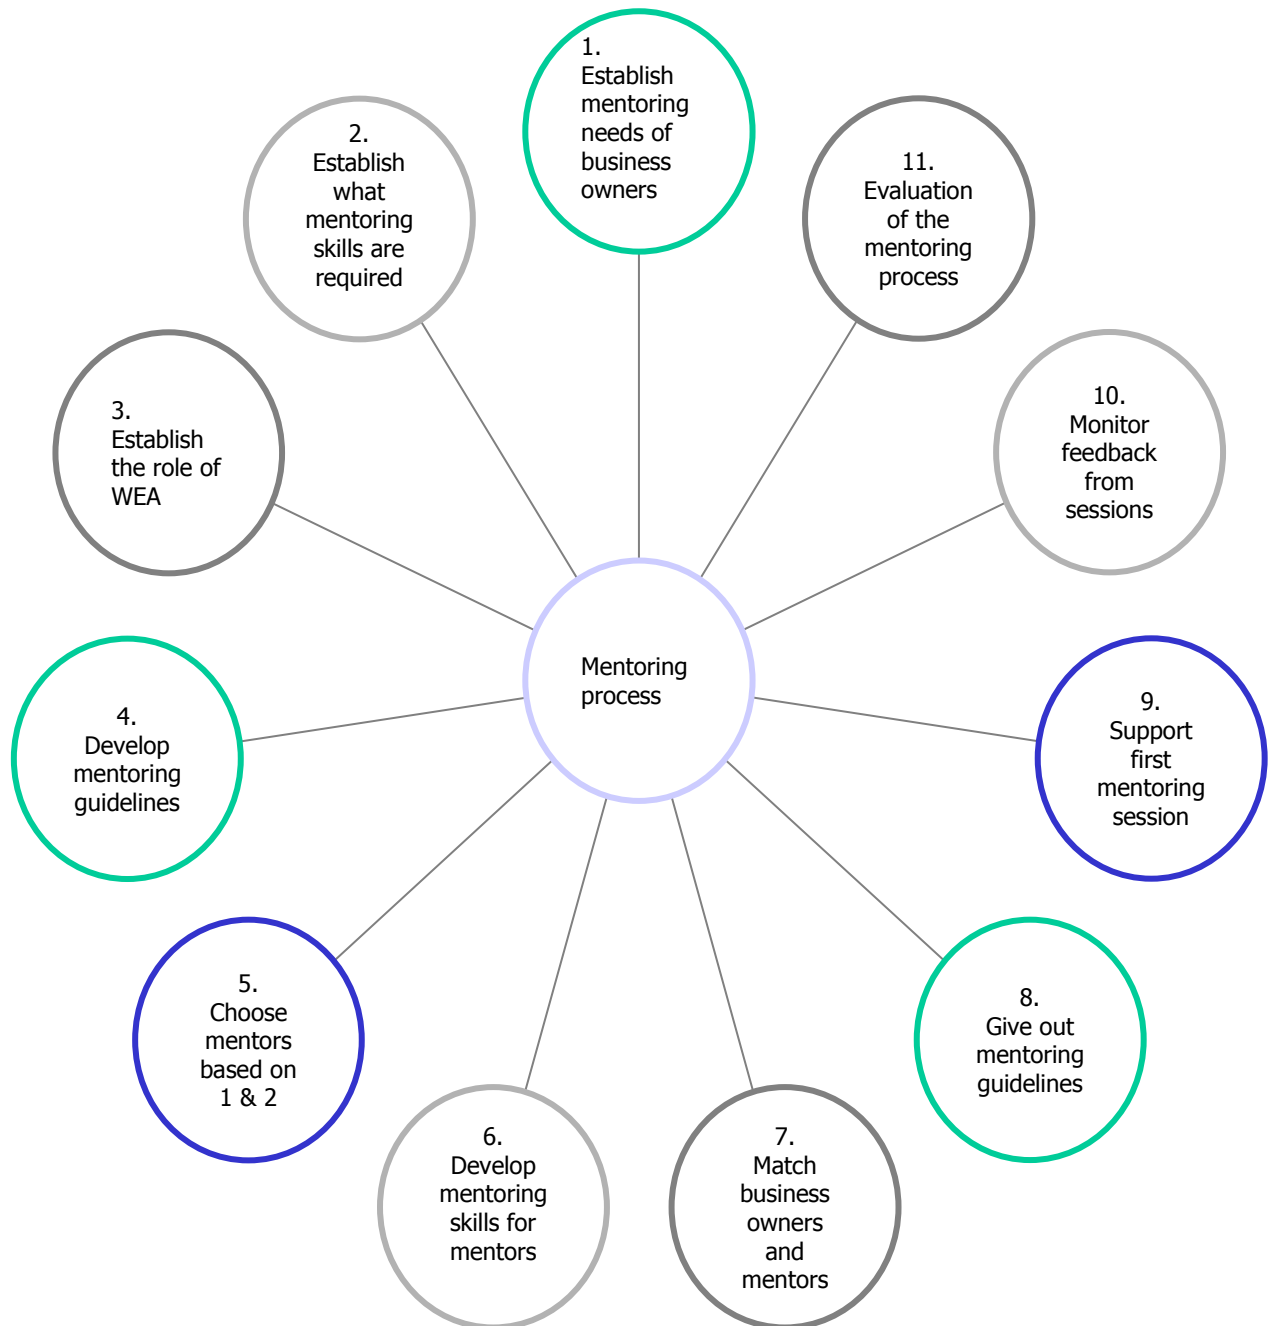 1.
Establish
mentoring
needs of
business
owners
2.
Establish
what
mentoring
skills are
required
3.
Establish
the role of
WEA
4.
Develop
mentoring
guidelines
5.
Choose
mentors
based on
1 & 2
6.
Develop
mentoring
skills for
mentors
7.
Match
business
owners
and
mentors
8.
Give out
mentoring
guidelines
9.
Support
first
mentoring
session
10.
Monitor
feedback
from
sessions
11.
Evaluation
of the
mentoring
process
Mentoring
process